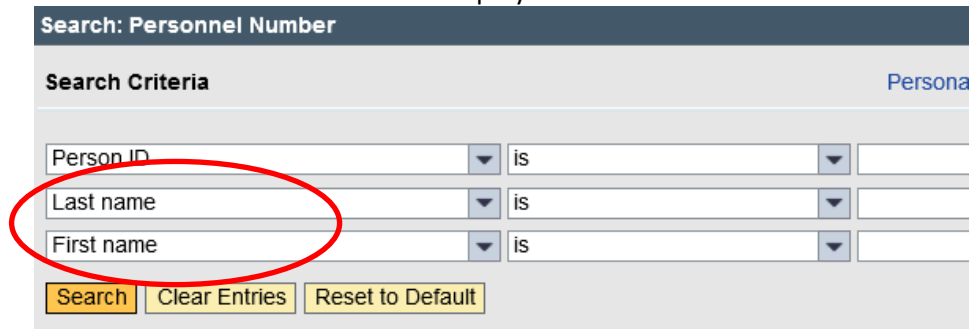 Search: Personnel Number
Search Criteria Persona
Person ID is
Last name is
First name is
Search Clear Entries Reset to Default